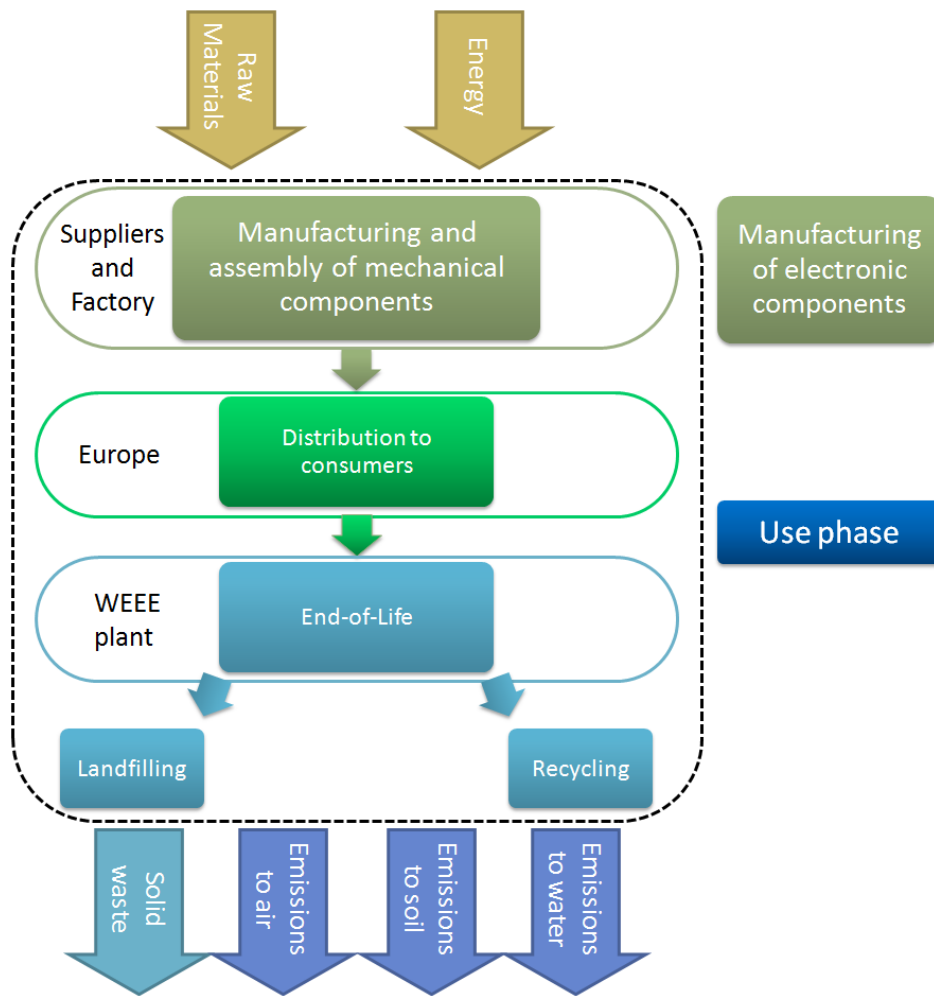 Raw
Materials
Energy
Suppliers
and
Factory
Manufacturing and
assembly of mechanical
components
Manufacturing
of electronic
components
Europe
Distribution to
consumers
Use phase
WEEE
plant
End-of-Life
Landfilling
Recycling
Solid
waste
Emissions
to air
Emissions
to soil
Emissions
to water